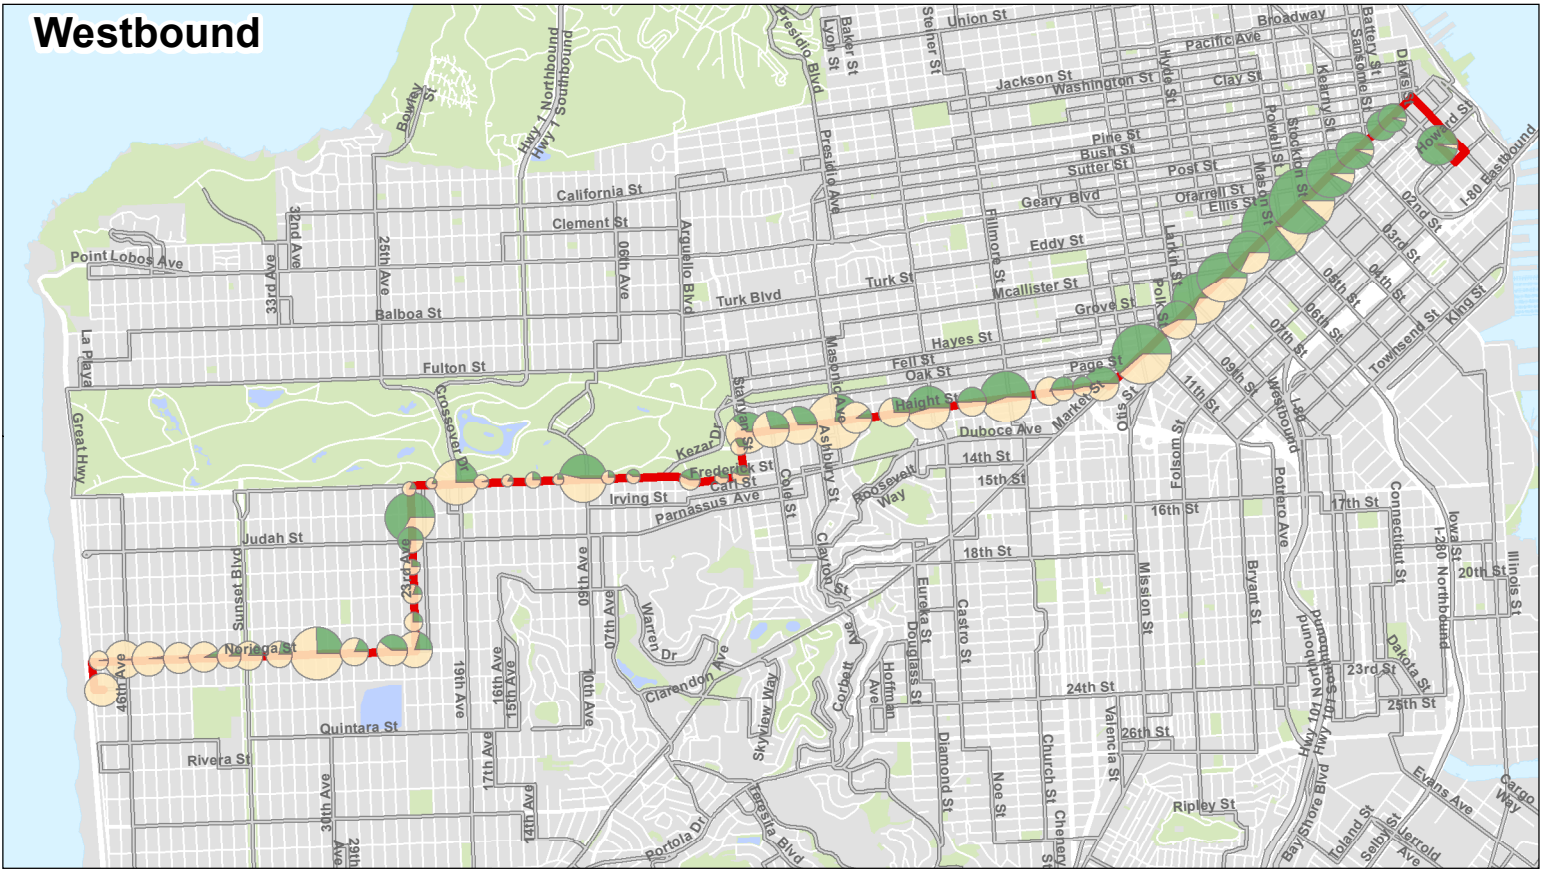 Westbound
Union St
Broadway
Pacific Ave
Jackson St
Washington St
Clay St
Presidio Blvd
Lyon St
Baker St
Steiner St
Hyde St
Battery St
Sansome St
Davis S
Kearny St
Powell St
Stockton St
Mason St
Howard St
I-80 Eastbound
Bowley
St
Hwy 1 Northbound
Hwy 1 Southbound
Pine St
Bush St
Sutter St
Post St
Ofarrell St
Ellis St
Geary Blvd
Presidio Ave
California St
Clement St
32nd Ave
25th Ave
06th Ave
Arguello Blvd
Point Lobos Ave
33rd Ave
Balboa St
Turk Blvd
Turk St
Eddy St
Mcallister St
Grove St
Fillmore St
Larkin St
Polk St
02nd St
03rd St
04th St
05th St
06th St
07th St
09th St
11th St
King St
Townsend St
La Playa
Fulton St
Hayes St
Fell St
Oak St
Page St
Haight St
Masonic Ave
Stanyan St
Great Hwy
Crossover Dr
Kezar Dr
Frederick St
Carl St
Irving St
Parnassus Ave
Cole St
Ashbury St
Duboce Ave
Market St
Otis St
14th St
15th St
Roosevelt
Way
Folsom St
Westbound
I-80
Potrero Ave
16th St
17th St
18th St
Judah St
23rd Ave
Sunset Blvd
09th Ave
07th Ave
Warren Dr
Clayton St
Ave
Eureka St
Douglass St
Castro St
Mission St
Bryant St
Connecticut St
Iowa St
I-280 Northbound
20th St
Illinois St
Noriega St
46th Ave
19th Ave
16th Ave
15th Ave
10th Ave
Clarendon Ave
Skyview Way
Corbett
Hoffman
Ave
24th St
23rd St
Dakota St
25th St
26th St
Hwy 101 Northbound
Hwy 101 Southbound
Quintara St
Rivera St
17th Ave
14th Ave
30th Ave
29th
Ave
Portola Dr
Teresita Blvd
Diamond St
Noe St
Church St
Chenery
St
Valencia St
Ripley St
Bay Shore Blvd
Toland St
Selby St
Evans Ave
Jerrold
Ave
Cargo
Way